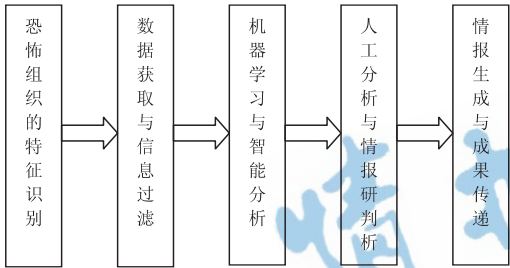 恐怖组织的特征识别
数据获取与信息过滤
机器学习与智能分析
人工分析与情报研判析
情报生成与成果传递
情